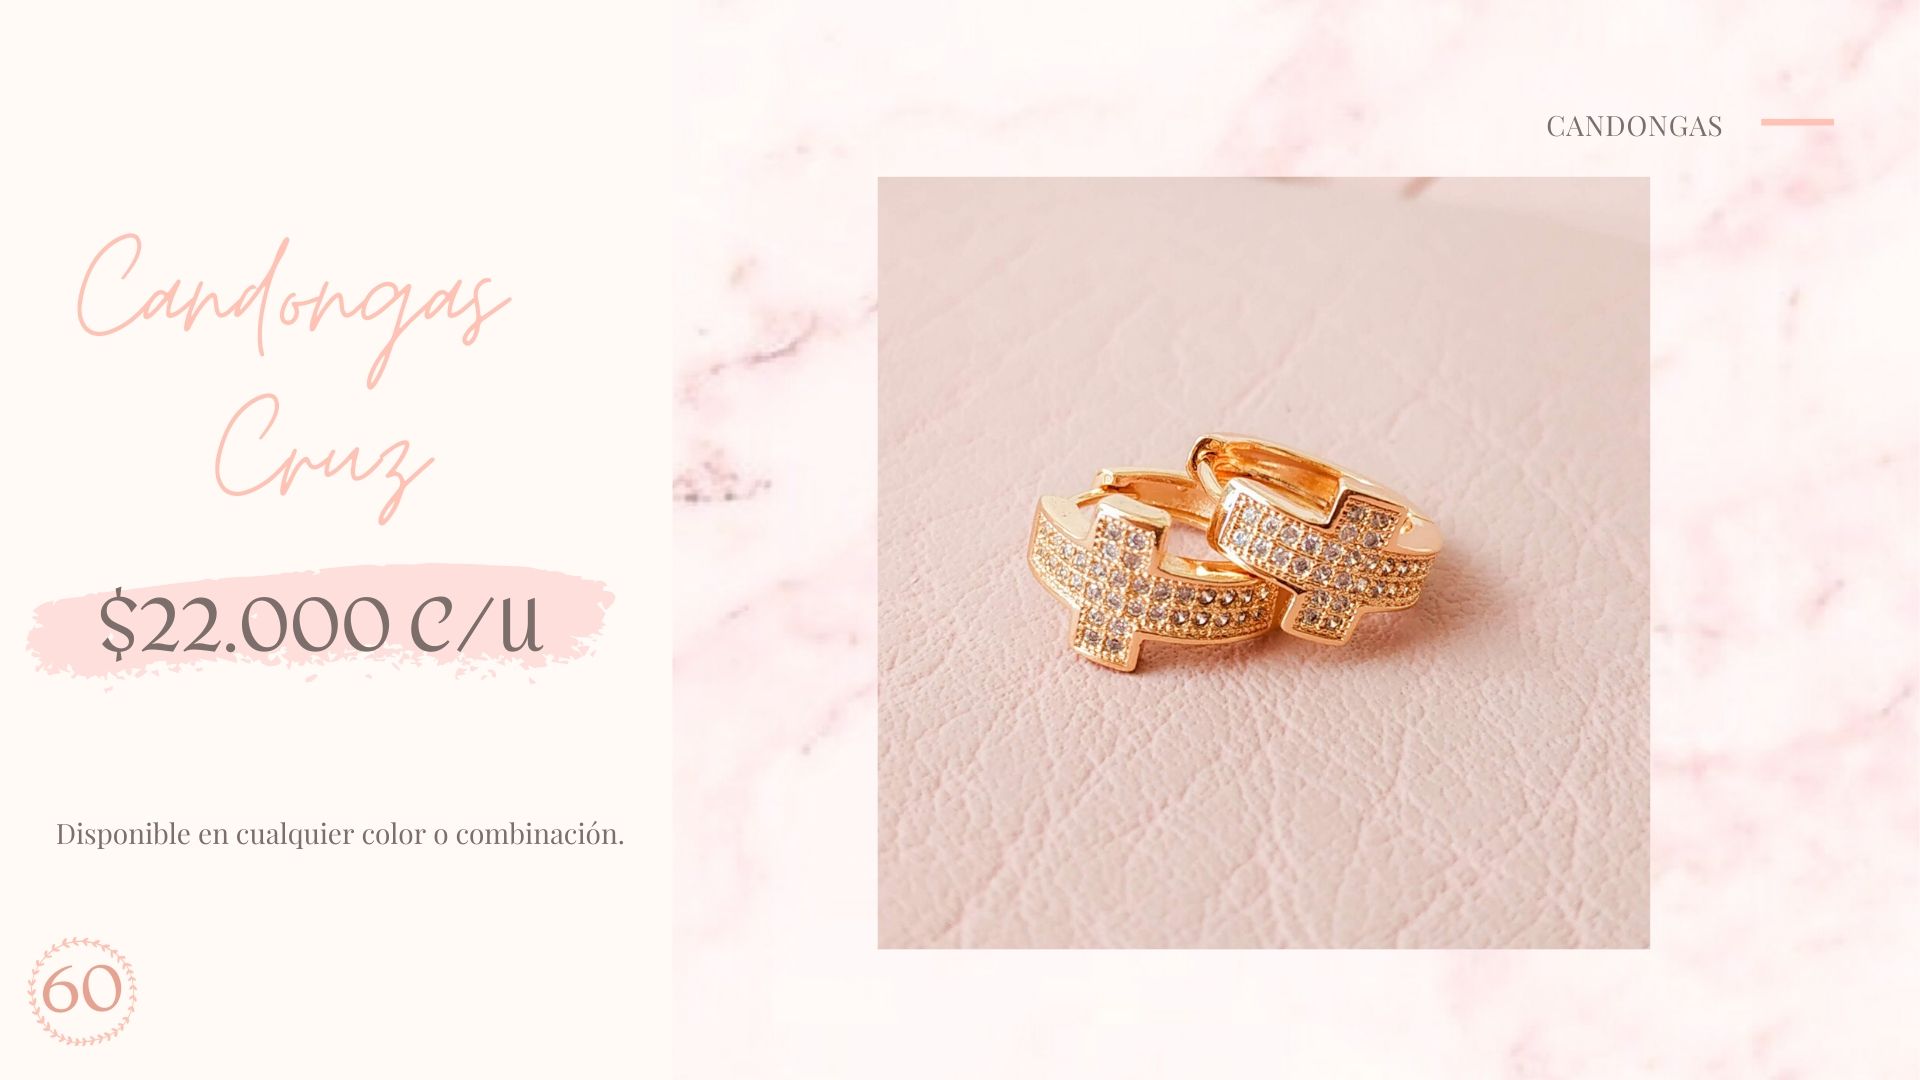 CANDONGAS
Candongas
Cruz
$22.000 C/U
Disponible en cualquier color o combinación.
60